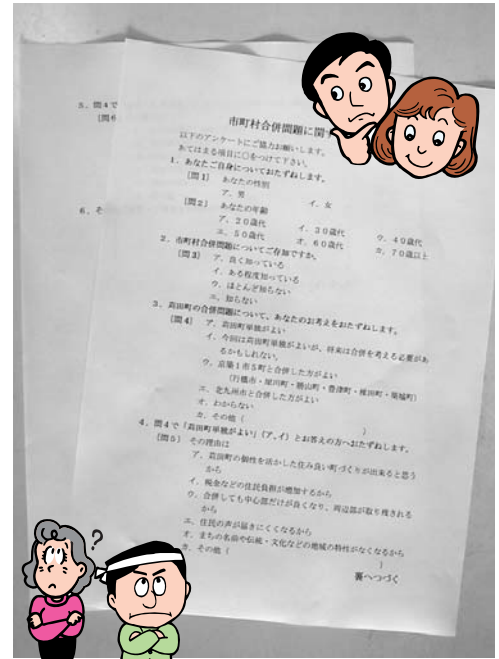 5. 問4で
[問6
6. そ
市町村合併問題に関す
以下のアンケートにご協力お願いします。
あてはまる項目に○をつけて下さい。
1. あなたご自身についておたずねします。
[問1] あなたの性別
ア. 男 イ. 女
[問2] あなたの年齢
ア. 20歳代 イ. 30歳代 ウ. 40歳代
エ. 50歳代 オ. 60歳代 カ. 70歳以上
2. 市町村合併問題についてご存知ですか。
[問3] ア. 良く知っている
イ. ある程度知っている
ウ. ほとんど知らない
エ. 知らない
3. 苅田町の合併問題について、あなたのお考えをおたずねします。
[問4] ア. 苅田町単独がよい
イ. 今回は苅田町単独がよいが、将来は合併を考える必要があ
るかもしれない。
ウ. 京築1市5町と合併した方がよい
(行橋市・犀川町・勝山町・豊津町・椎田町・築城町)
エ. 北九州市と合併した方がよい
オ. わからない
カ. その他( )
4. 問4で「苅田町単独がよい」(ア、イ)とお答えの方へおたずねします。
[問5] その理由は
ア. 苅田町の個性を活かした住み良い町づくりが出来ると思う
から
イ. 税金などの住民負担が増加するから
ウ. 合併しても中心部だけが良くなり、周辺部が取り残される
から
エ. 住民の声が届きにくくなるから
オ. まちの名前や伝統・文化などの地域の特性がなくなるから
カ. その他( )
裏へつづく
?